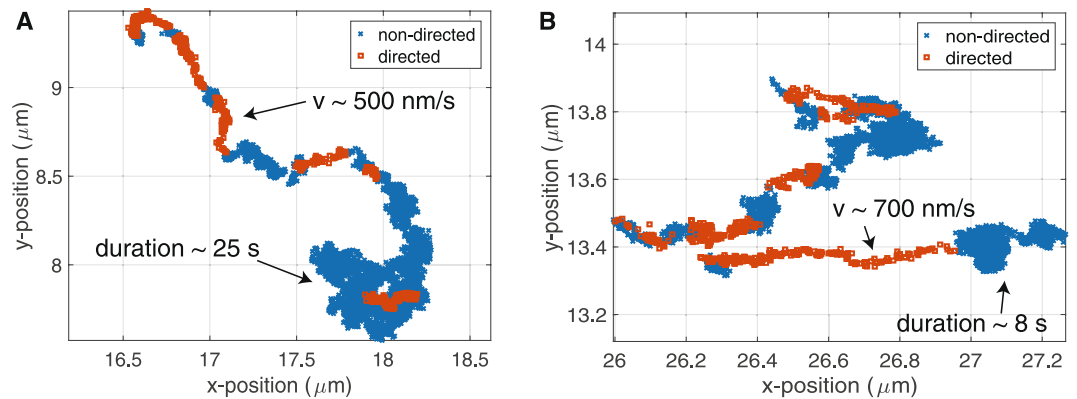 A
non-directed
directed
v ~ 500 nm/s
duration ~ 25 s
9
8.5
8
y-position (μm)
16.5 17 17.5 18 18.5
x-position (μm)
B
non-directed
directed
v ~ 700 nm/s
duration ~ 8 s
14
13.8
13.6
13.4
13.2
y-position (μm)
26 26.2 26.4 26.6 26.8 27 27.2
x-position (μm)